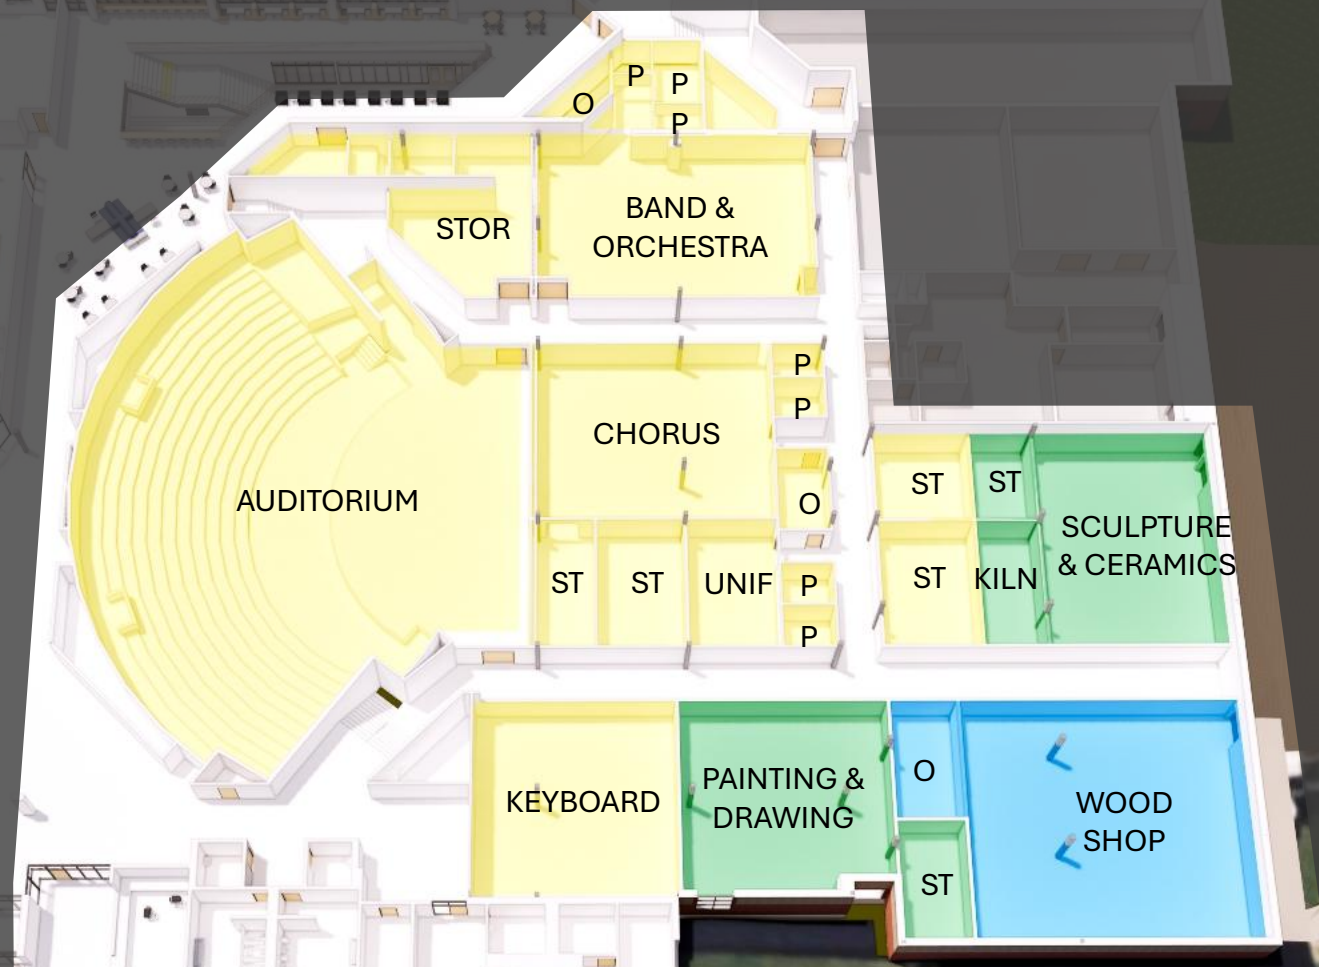 P
P
O
P
BAND &
ORCHESTRA
STOR
P
P
CHORUS
AUDITORIUM
O
ST
ST
UNIF
P
P
ST
ST
SCULPTURE
& CERAMICS
ST
KILN
KEYBOARD
PAINTING &
DRAWING
O
WOOD
SHOP
ST